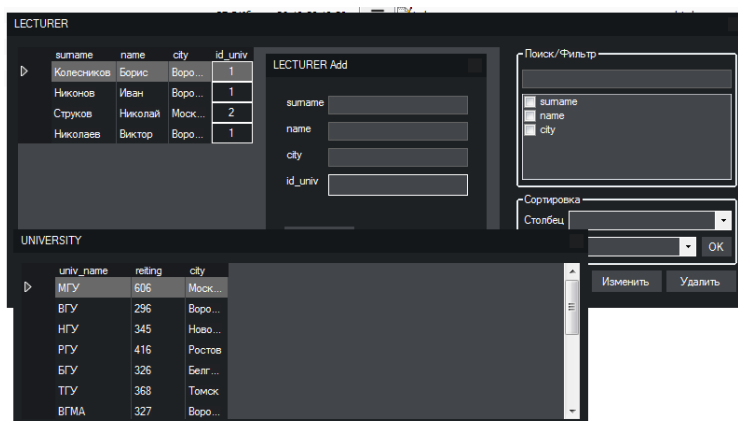 LECTURER
surname name city id_univ
Колесников Борис Воро... 1
Никонов Иван Воро... 1
Струков Николай Моск... 2
Николаев Виктор Воро... 1
LECTURER Add
surname
name
city
id_univ
Поиск/Фильтр
surname
name
city
Сортировка
Столбец
OK
Изменить Удалить
UNIVERSITY
univ_name reiting city
МГУ 606 Моск...
ВГУ 296 Воро...
НГУ 345 Ново...
РГУ 416 Ростов
БГУ 326 Белг...
ТГУ 368 Томск
ВГМА 327 Воро...